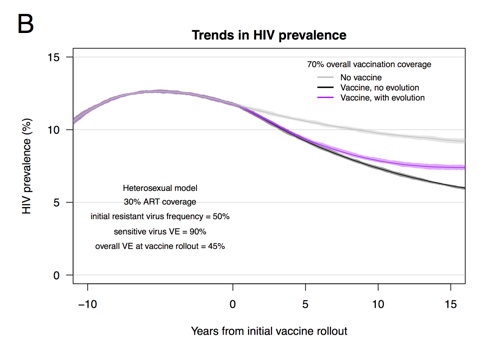 B
Trends in HIV prevalence
70% overall vaccination coverage
No vaccine
Vaccine, no evolution
Vaccine, with evolution
15
10
5
0
HIV prevalence (%)
Heterosexual model
30% ART coverage
initial resistant virus frequency = 50%
sensitive virus VE = 90%
overall VE at vaccine rollout = 45%
−10
0
5
10
15
Years from initial vaccine rollout